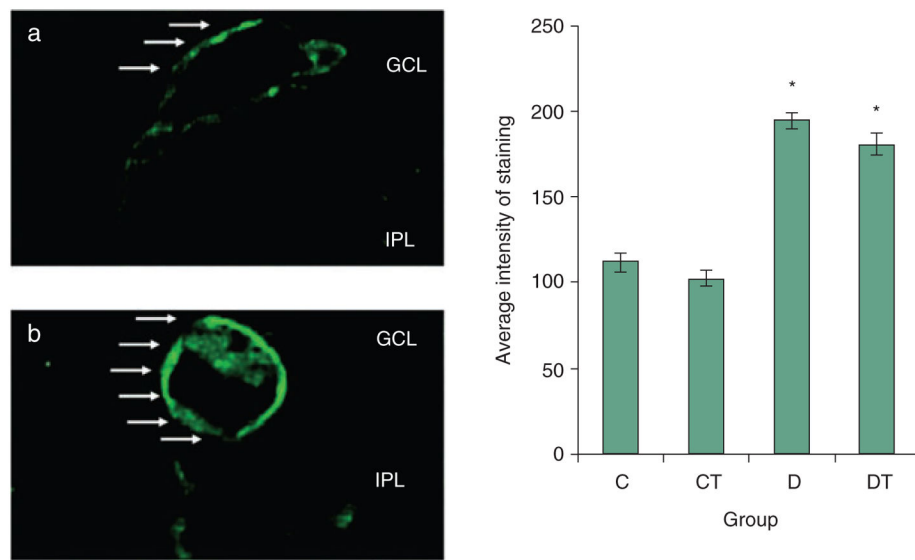 a
GCL
IPL
b
GCL
IPL
Average intensity of staining
250
200
150
100
50
0
*
*
C CT D DT
Group